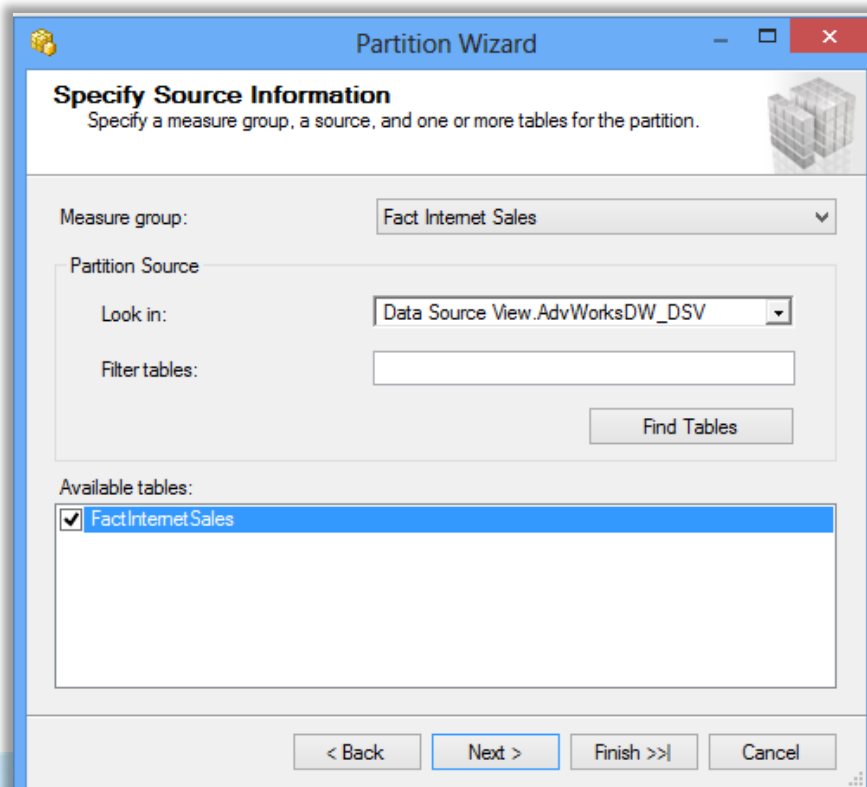 Partition Wizard
Specify Source Information
Specify a measure group, a source, and one or more tables for the partition.
Measure group:
Fact Internet Sales
Partition Source
Look in:
Data Source View.AdvWorksDW_DSV
Filter tables:
Find Tables
Available tables:
FactInternetSales
< Back
Next >
Finish >>|
Cancel